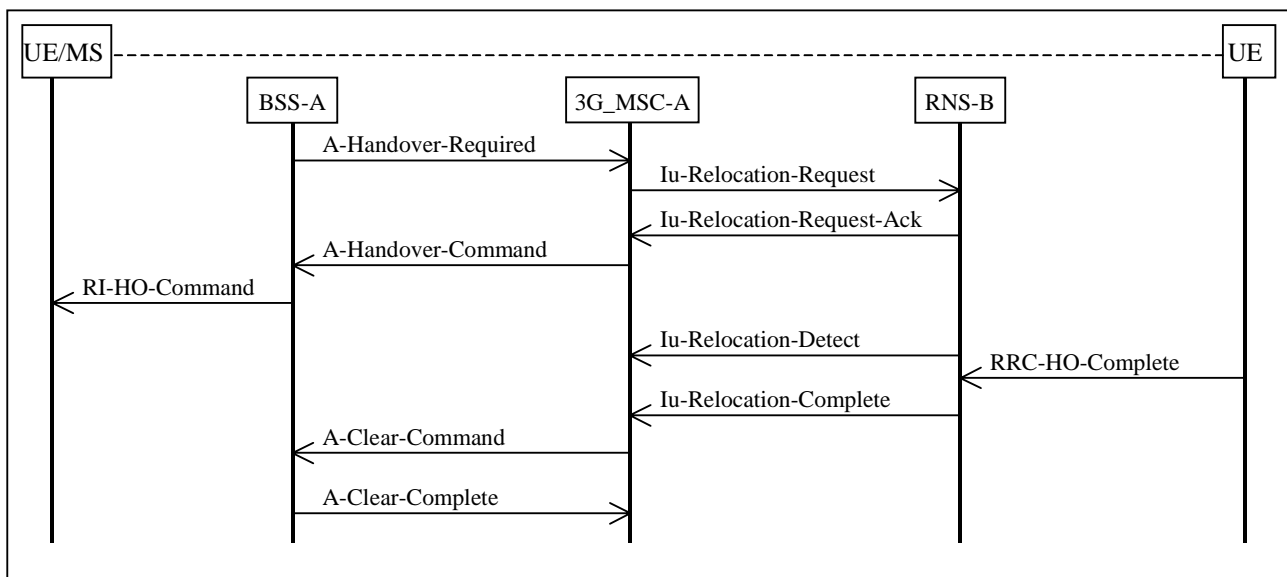 UE/MS
UE
BSS-A
3G_MSC-A
RNS-B
A-Handover-Required
Iu-Relocation-Request
Iu-Relocation-Request-Ack
A-Handover-Command
RI-HO-Command
Iu-Relocation-Detect
RRC-HO-Complete
Iu-Relocation-Complete
A-Clear-Command
A-Clear-Complete